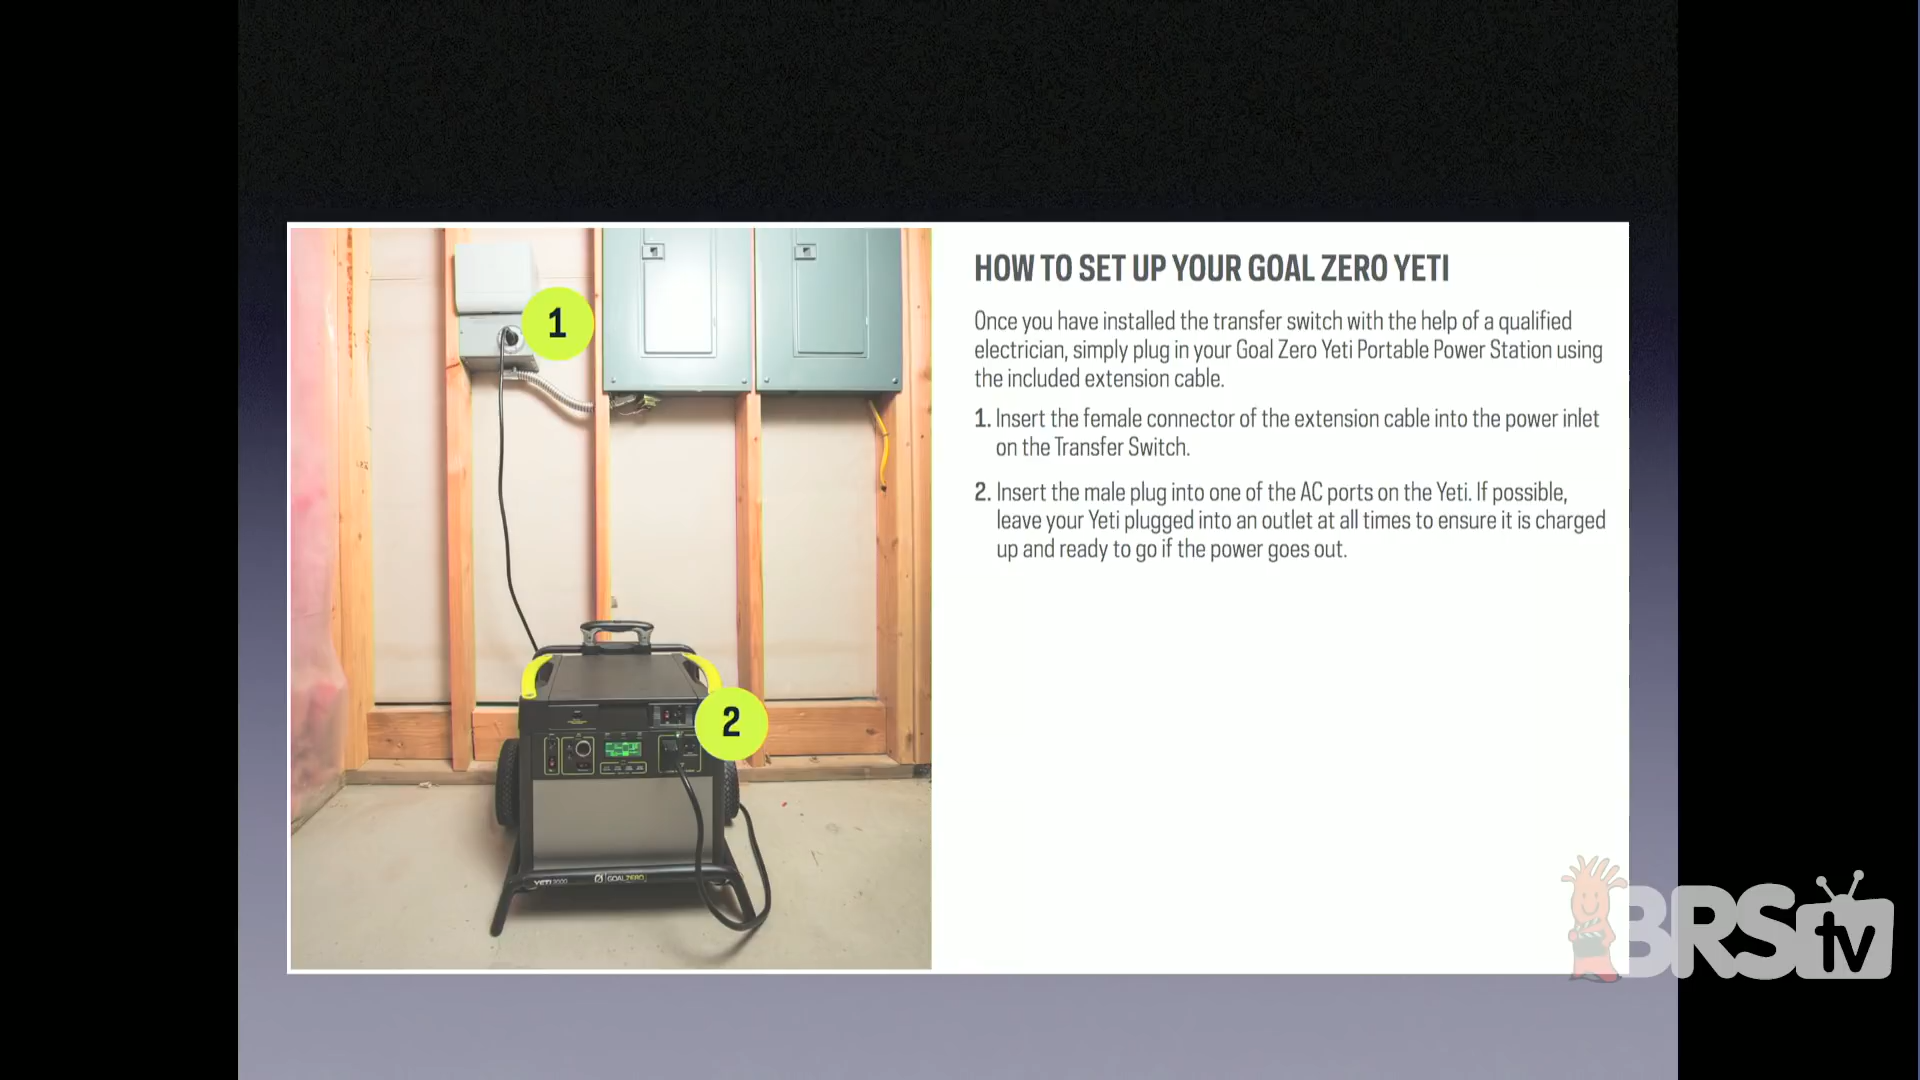 HOW TO SET UP YOUR GOAL ZERO YETI
Once you have installed the transfer switch with the help of a qualified
electrician, simply plug in your Goal Zero Yeti Portable Power Station using
the included extension cable.
1. Insert the female connector of the extension cable into the power inlet
on the Transfer Switch.
2. Insert the male plug into one of the AC ports on the Yeti. If possible,
leave your Yeti plugged into an outlet at all times to ensure it is charged
up and ready to go if the power goes out.
1
2
YETI 3000
GOALZERO
BRStv